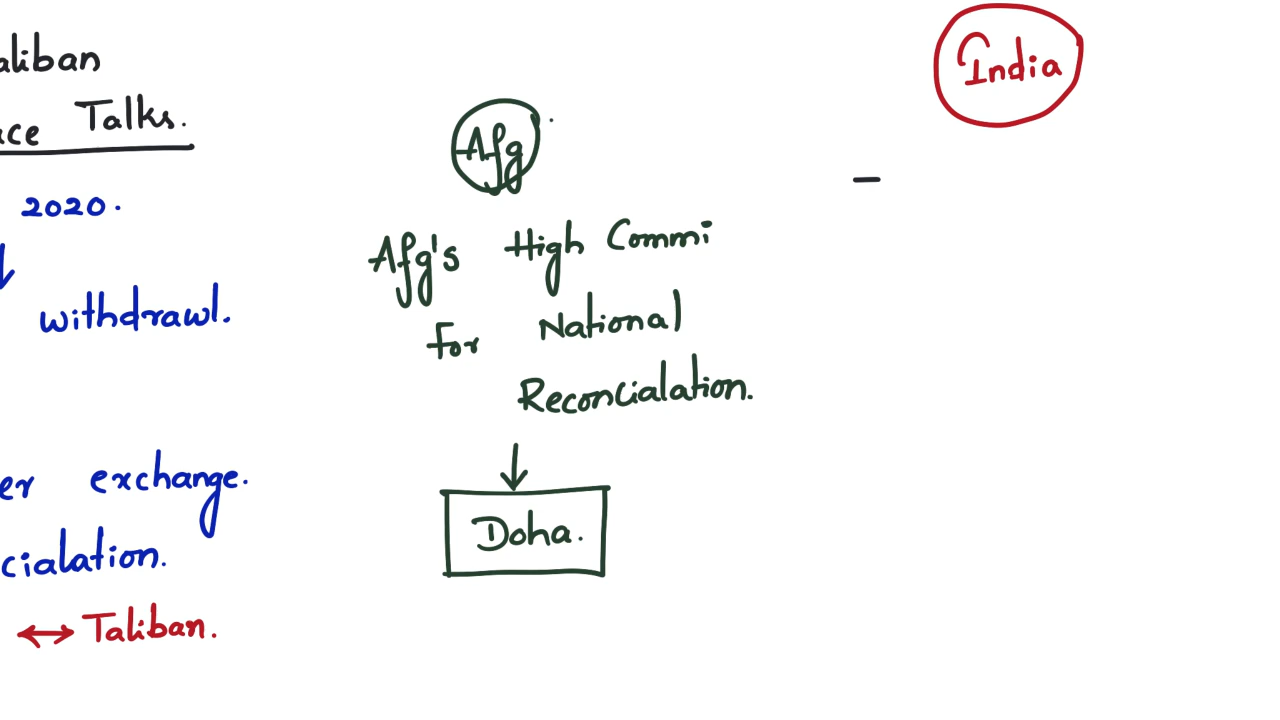 aliban
ace Talks.
2020.
withdrawl.
er exchange.
cialation.
↔ Taliban.
Afg
Afg's High Commi
For National
Reconcialation.
Doha.
India
-